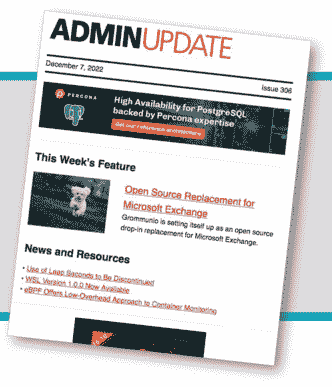 ADMINUPDATE
December 7, 2022
Issue 306
PERCONA
High Availability for PostgreSQL
backed by Percona expertise
Get our reference architecture
This Week's Feature
Open Source Replacement for
Microsoft Exchange
Grommunio is setting itself up as an open source
drop-in replacement for Microsoft Exchange.
News and Resources
• Use of Leap Seconds to Be Discontinued
• WSL Version 1.0.0 Now Available
• eBPF Offers Low-Overhead Approach to Container Monitoring